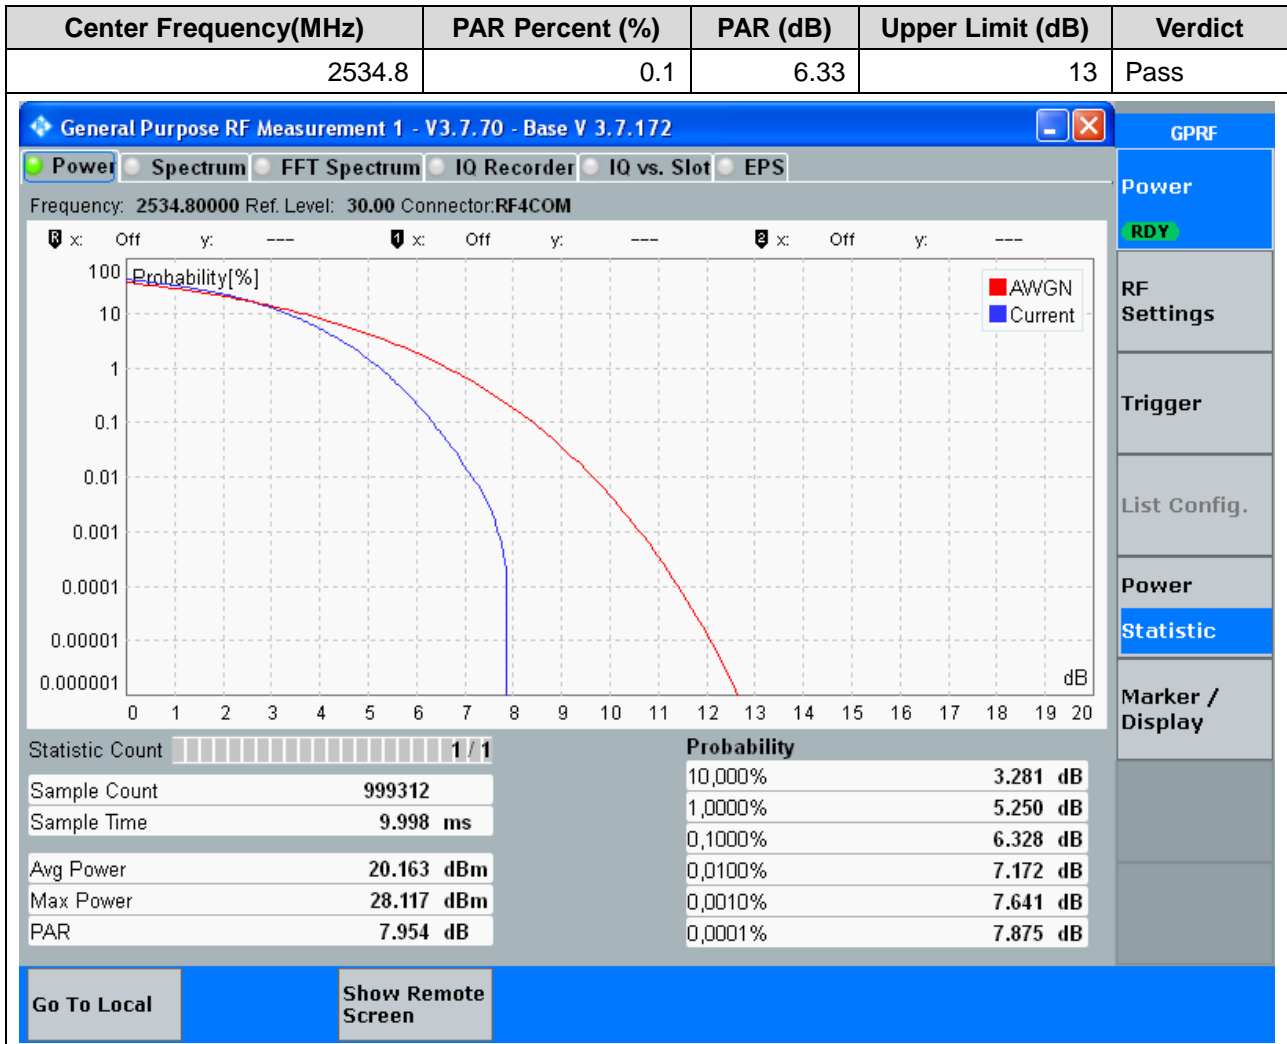 Center Frequency(MHz) PAR Percent (%) PAR (dB) Upper Limit (dB) Verdict
2534.8 0.1 6.33 13 Pass
General Purpose RF Measurement 1 - V3.7.70 - Base V 3.7.172
GPRF
Power Spectrum FFT Spectrum IQ Recorder IQ vs. Slot EPS
Frequency: 2534.80000 Ref. Level: 30.00 Connector:RF4COM
R x: Off y: --- 1 x: Off y: --- 2 x: Off y: ---
Probability[%]
AWGN
Current
100
10
1
0.1
0.01
0.001
0.0001
0.00001
0.000001
dB
0 1 2 3 4 5 6 7 8 9 10 11 12 13 14 15 16 17 18 19 20
Statistic Count 1 / 1
Sample Count 999312
Sample Time 9.998 ms
Avg Power 20.163 dBm
Max Power 28.117 dBm
PAR 7.954 dB
Probability
10,000% 3.281 dB
1,0000% 5.250 dB
0,1000% 6.328 dB
0,0100% 7.172 dB
0,0010% 7.641 dB
0,0001% 7.875 dB
Power
RDY
RF
Settings
Trigger
List Config.
Power
Statistic
Marker /
Display
Go To Local
Show Remote
Screen